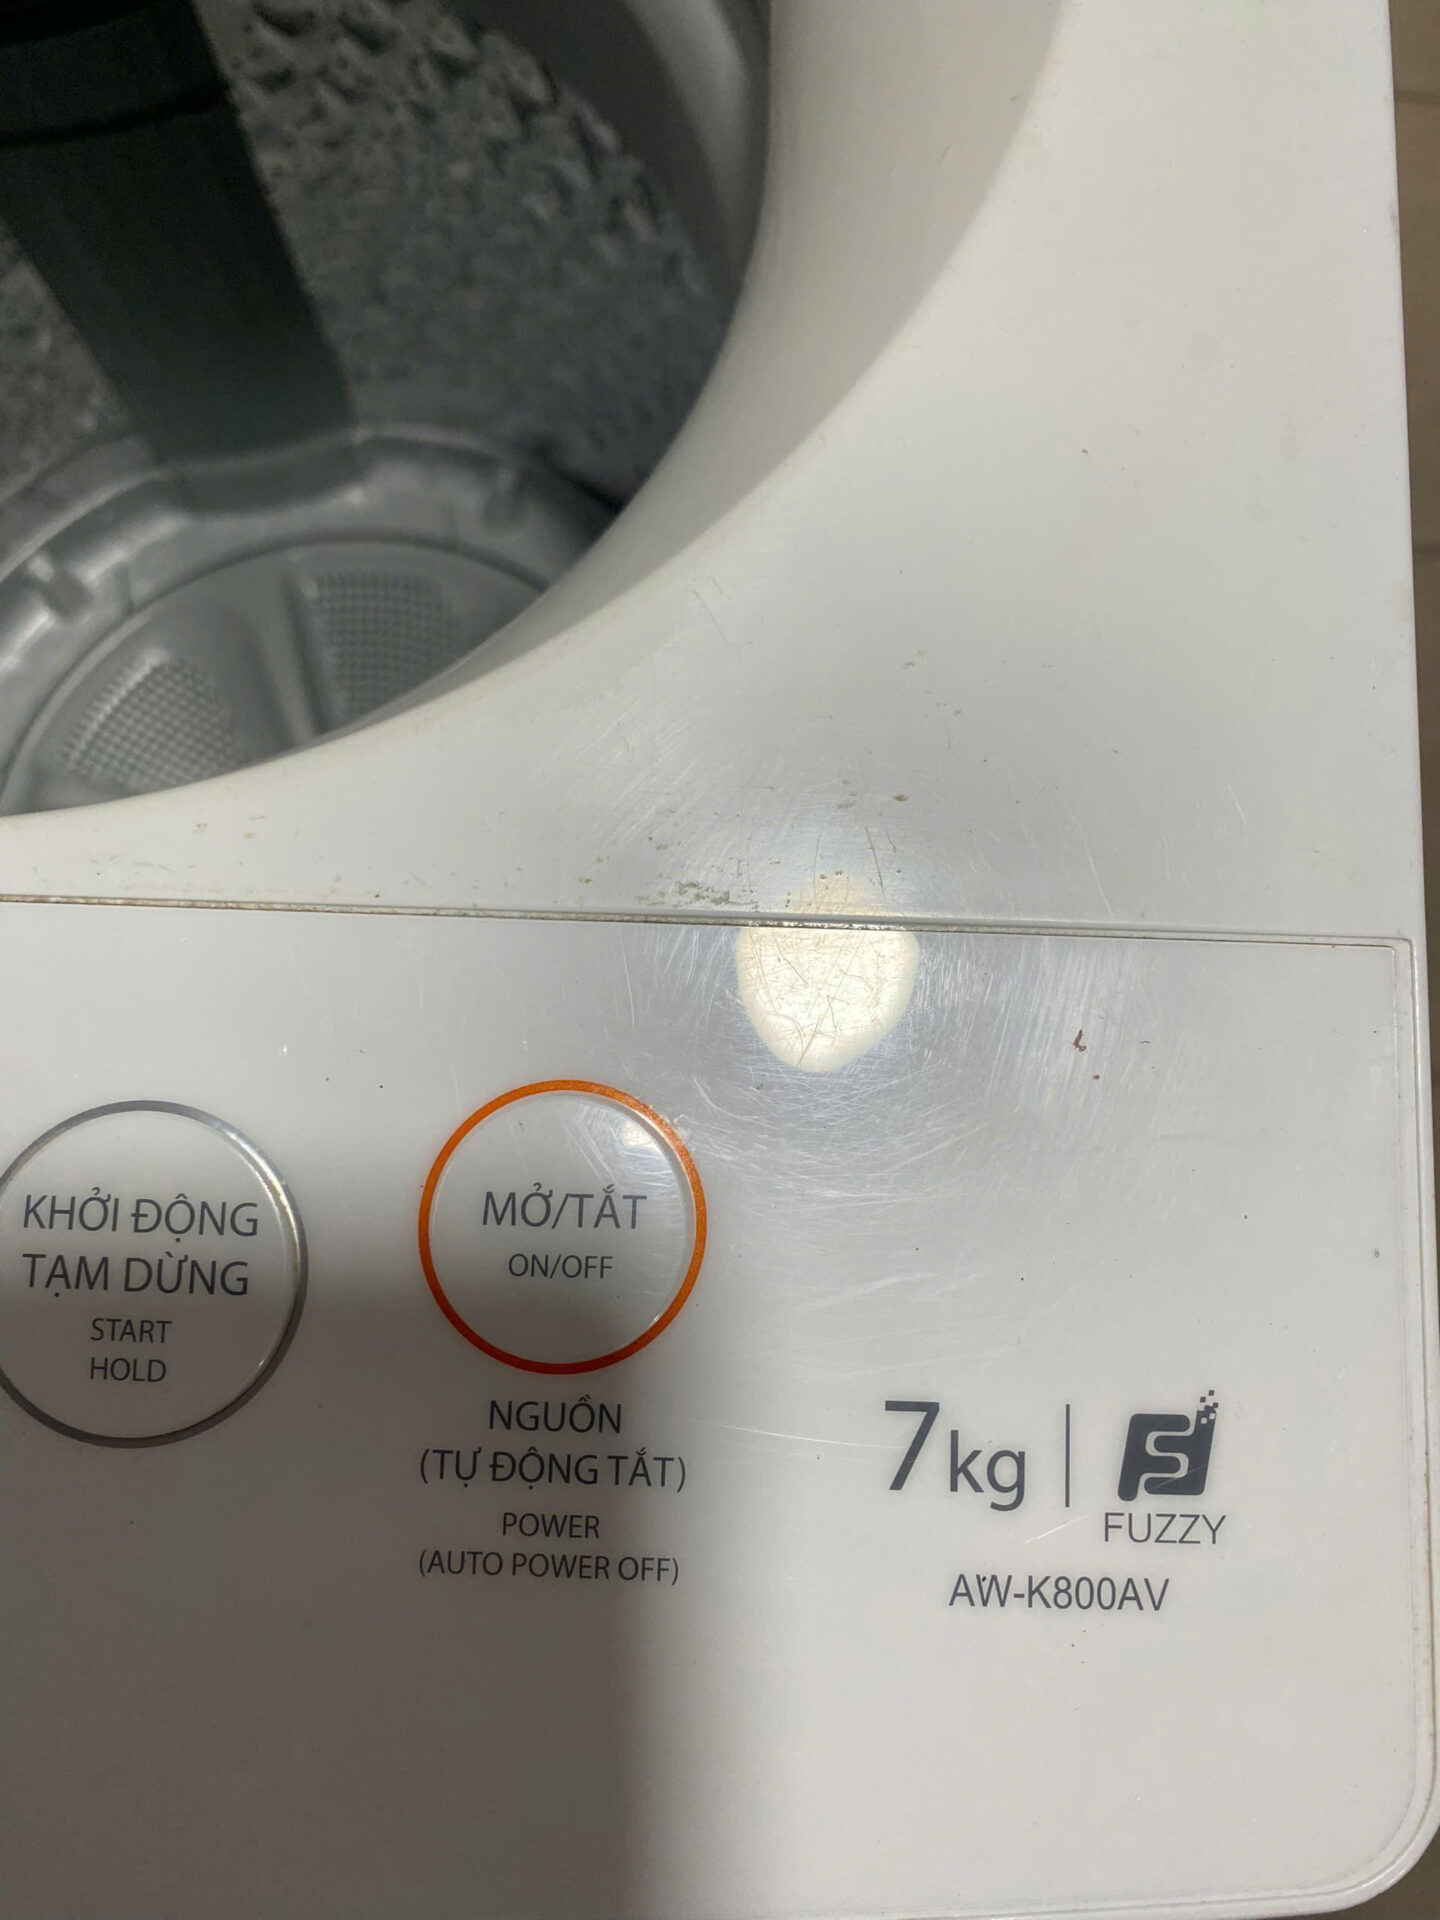 KHỞI ĐỘNG
TẠM DỪNG
START
HOLD
MỞ/TẮT
ON/OFF
NGUỒN
(TỰ ĐỘNG TẮT)
POWER
(AUTO POWER OFF)
7kg
FUZZY
AW-K800AV